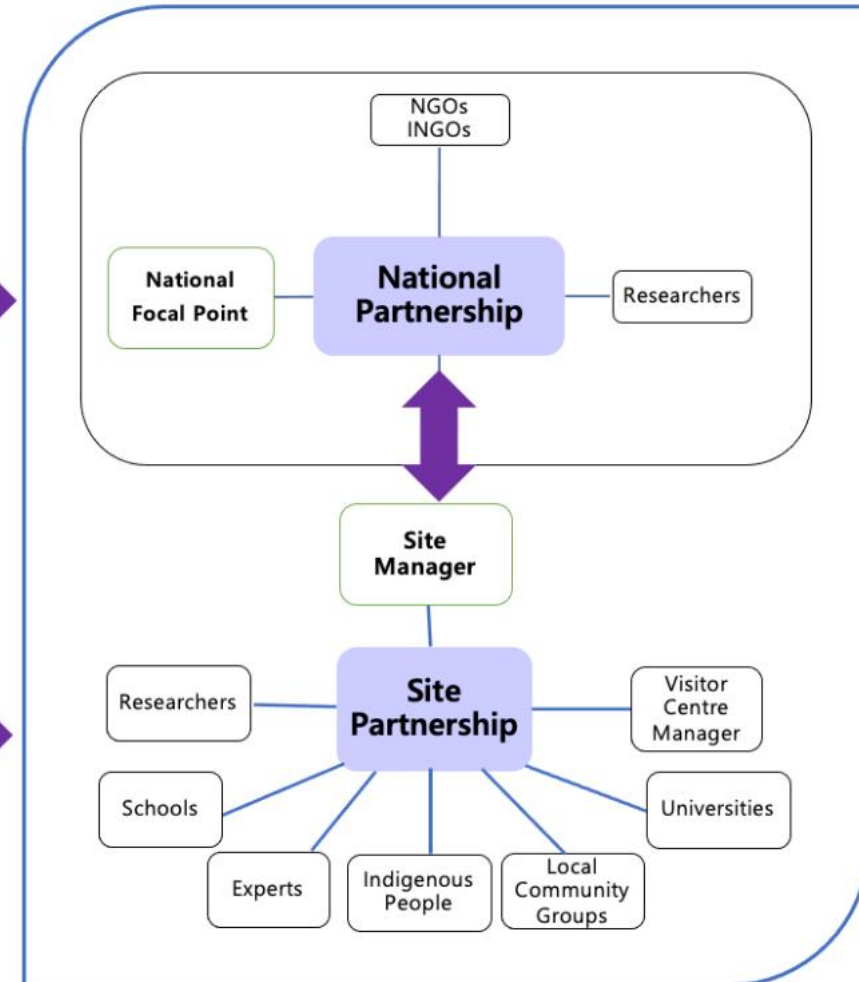 NGOs
INGOs
National
Focal Point
National
Partnership
Researchers
Site
Manager
Site
Partnership
Researchers
Visitor
Centre
Manager
Schools
Universities
Experts
Indigenous
People
Local
Community
Groups